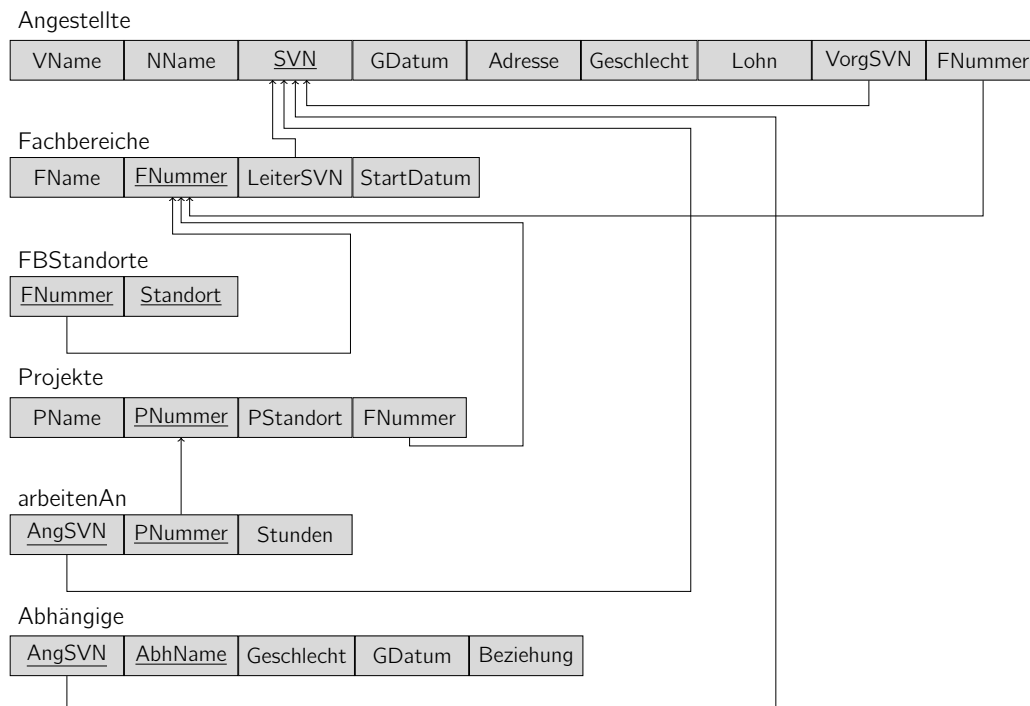 Angestellte
VName NName SVN GDatum Adresse Geschlecht Lohn VorgSVN FNummer
Fachbereiche
FName FNummer LeiterSVN StartDatum
FBStandorte
FNummer Standort
Projekte
PName PNummer PStandort FNummer
arbeitenAn
AngSVN PNummer Stunden
Abhängige
AngSVN AbhName Geschlecht GDatum Beziehung